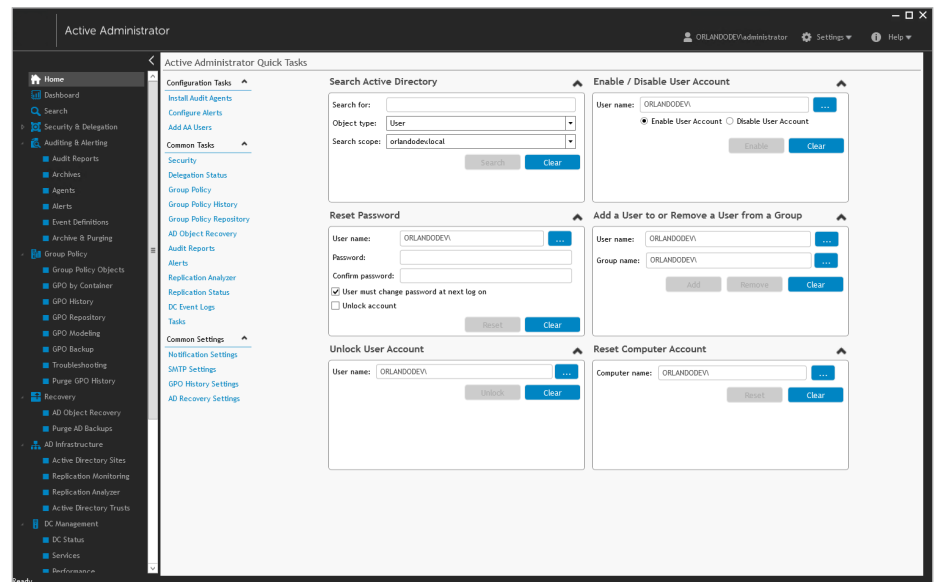 Active Administrator
ORLANDODEV\administrator
Settings
Help
Home
Dashboard
Search
Security & Delegation
Auditing & Alerting
Audit Reports
Archives
Agents
Alerts
Event Definitions
Archive & Purging
Group Policy
Group Policy Objects
GPO by Container
GPO History
GPO Repository
GPO Modeling
GPO Backup
Troubleshooting
Purge GPO History
Recovery
AD Object Recovery
Purge AD Backups
AD Infrastructure
Active Directory Sites
Replication Monitoring
Replication Analyzer
Active Directory Trusts
DC Management
DC Status
Services
Performance
Ready
Active Administrator Quick Tasks
Configuration Tasks
Install Audit Agents
Configure Alerts
Add AA Users
Common Tasks
Security
Delegation Status
Group Policy
Group Policy History
Group Policy Repository
AD Object Recovery
Audit Reports
Alerts
Replication Analyzer
Replication Status
DC Event Logs
Tasks
Common Settings
Notification Settings
SMTP Settings
GPO History Settings
AD Recovery Settings
Search Active Directory
Search for:
Object type: User
Search scope: orlandodev.local
Search Clear
Enable / Disable User Account
User name: ORLANDODEV\ ...
Enable User Account Disable User Account
Enable Clear
Reset Password
User name: ORLANDODEV\ ...
Password:
Confirm password:
User must change password at next log on
Unlock account
Reset Clear
Add a User to or Remove a User from a Group
User name: ORLANDODEV\ ...
Group name: ORLANDODEV\ ...
Add Remove Clear
Unlock User Account
User name: ORLANDODEV\ ...
Unlock Clear
Reset Computer Account
Computer name: ORLANDODEV\ ...
Reset Clear